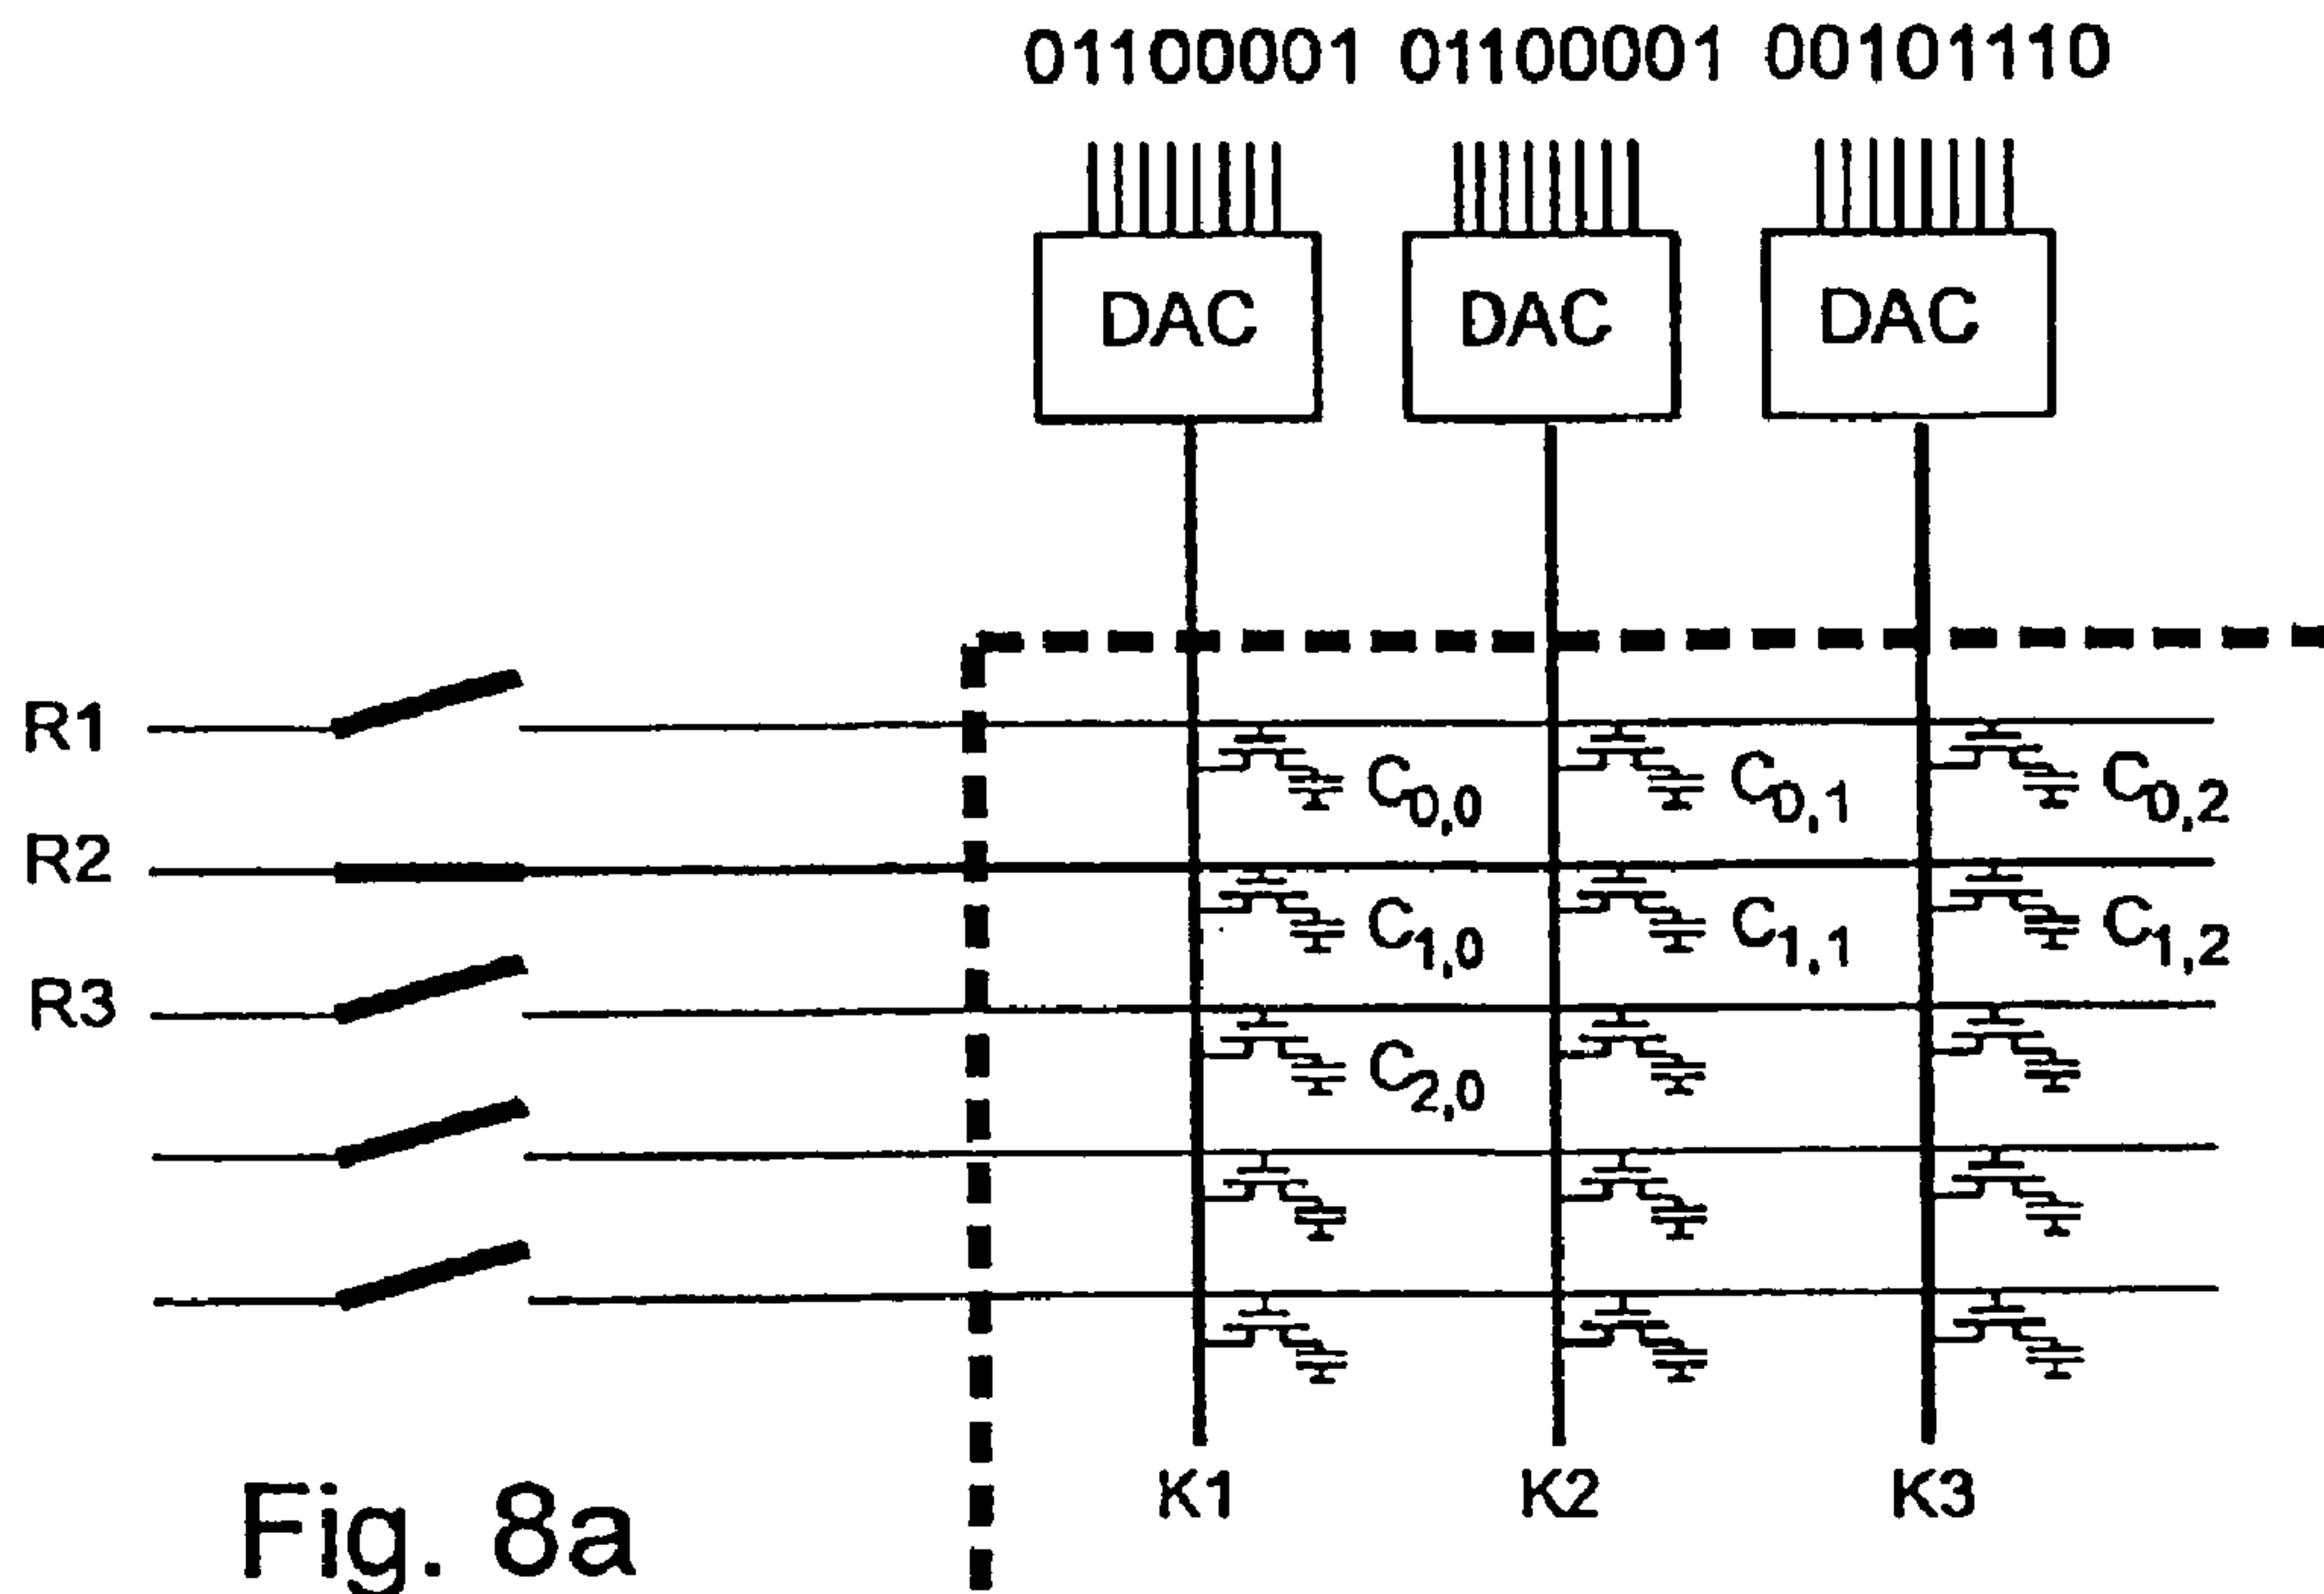 01100001 01100001 00101110
DAC DAC DAC
R1
C0,0 C0,1 C0,2
R2
C1,0 C1,1 C1,2
R3
C2,0
K1 K2 K3
Fig. 8a